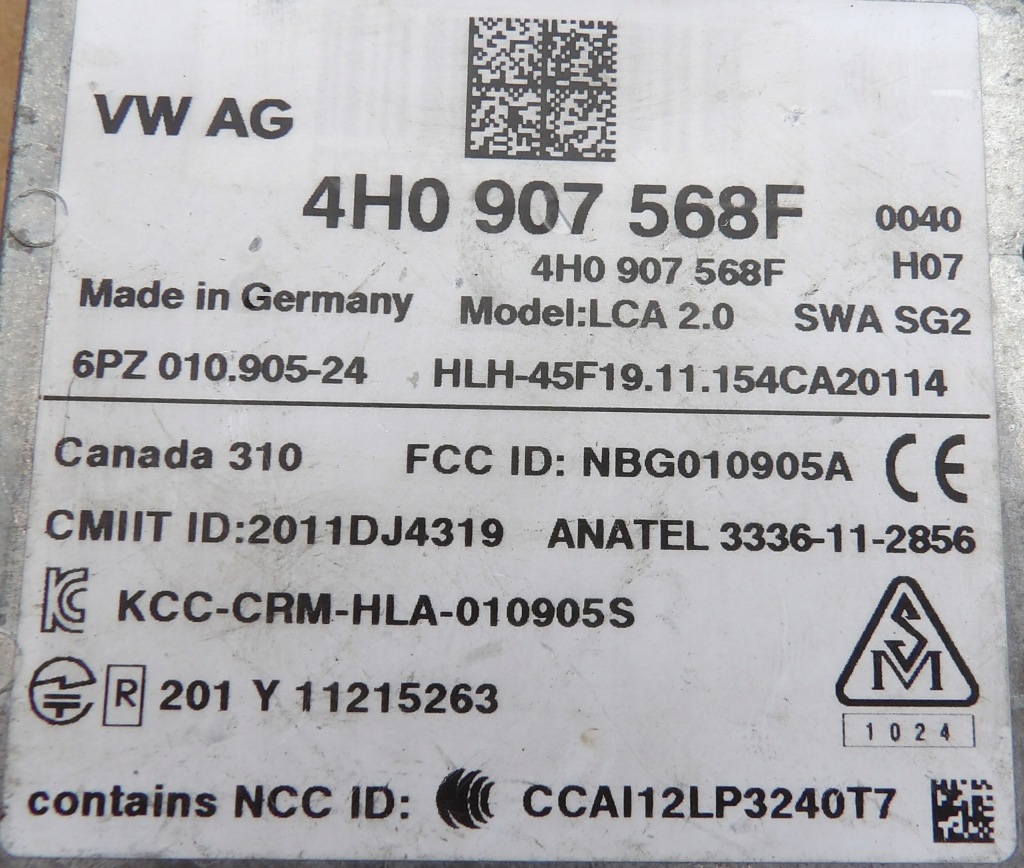 VW AG
4H0 907 568F 0040
4H0 907 568F H07
Made in Germany Model:LCA 2.0 SWA SG2
6PZ 010.905-24 HLH-45F19.11.154CA20114
Canada 310 FCC ID: NBG010905A CE
CMIIT ID:2011DJ4319 ANATEL 3336-11-2856
KC KCC-CRM-HLA-010905S
R 201 Y 11215263
SM
1024
contains NCC ID: CCAI12LP3240T7